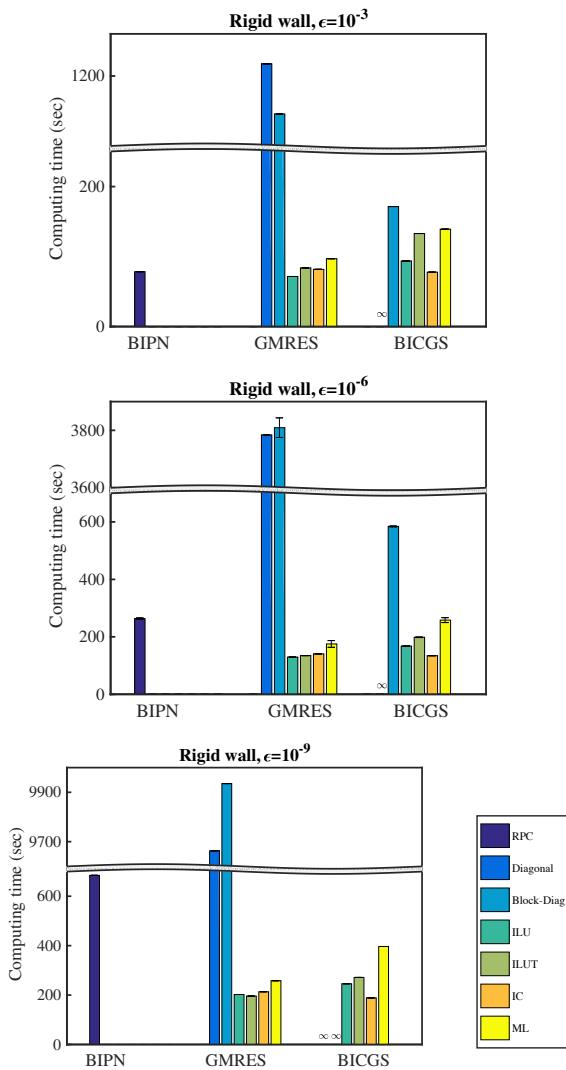 Rigid wall, ϵ=10-3
Computing time (sec)
1200
200
0
∞
BIPN GMRES BICGS
Rigid wall, ϵ=10-6
Computing time (sec)
3800
3600
600
400
200
0
∞
BIPN GMRES BICGS
Rigid wall, ϵ=10-9
Computing time (sec)
9900
9700
600
400
200
0
∞ ∞
BIPN GMRES BICGS
RPC
Diagonal
Block-Diag
ILU
ILUT
IC
ML